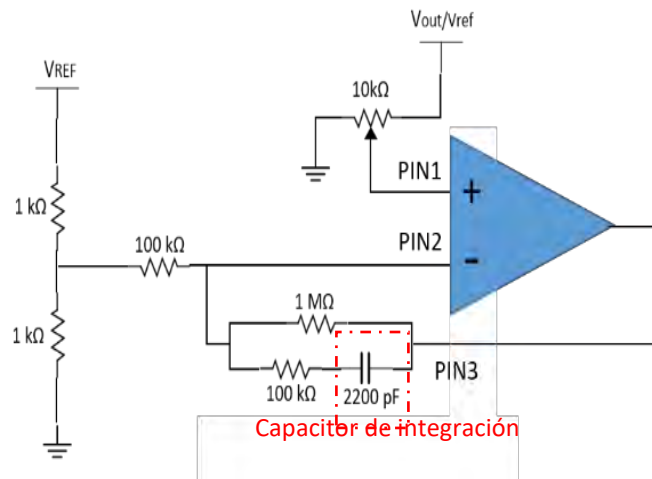 Vout/Vref
VREF
10kΩ
PIN1
+
1 kΩ
100 kΩ
PIN2
-
1 MΩ
1 kΩ
PIN3
100 kΩ
2200 pF
Capacitor de integración